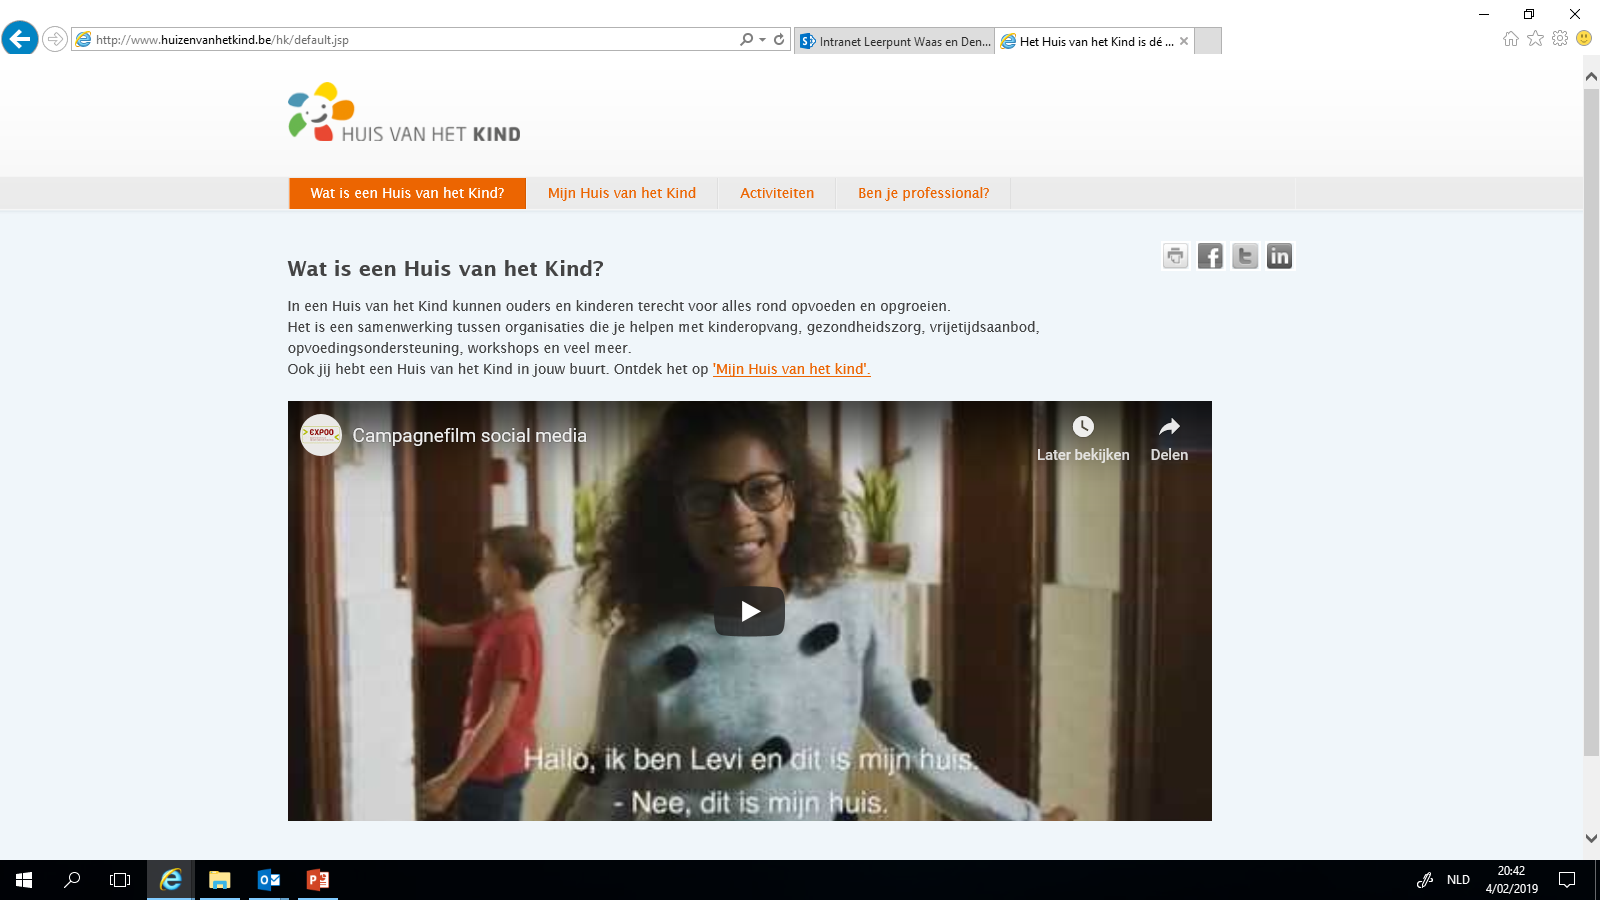 http://www.huizenvanhetkind.be/hk/default.jsp
Intranet Leerpunt Waas en Den...
Het Huis van het Kind is dé ...
HUIS VAN HET KIND
Wat is een Huis van het Kind?
Mijn Huis van het Kind
Activiteiten
Ben je professional?
Wat is een Huis van het Kind?
In een Huis van het Kind kunnen ouders en kinderen terecht voor alles rond opvoeden en opgroeien.
Het is een samenwerking tussen organisaties die je helpen met kinderopvang, gezondheidszorg, vrijetijdsaanbod,
opvoedingsondersteuning, workshops en veel meer.
Ook jij hebt een Huis van het Kind in jouw buurt. Ontdek het op 'Mijn Huis van het kind'.
EXPOO
Campagnefilm social media
Later bekijken
Delen
Hallo, ik ben Levi en dit is mijn huis.
- Nee, dit is mijn huis.
NLD
20:42
4/02/2019